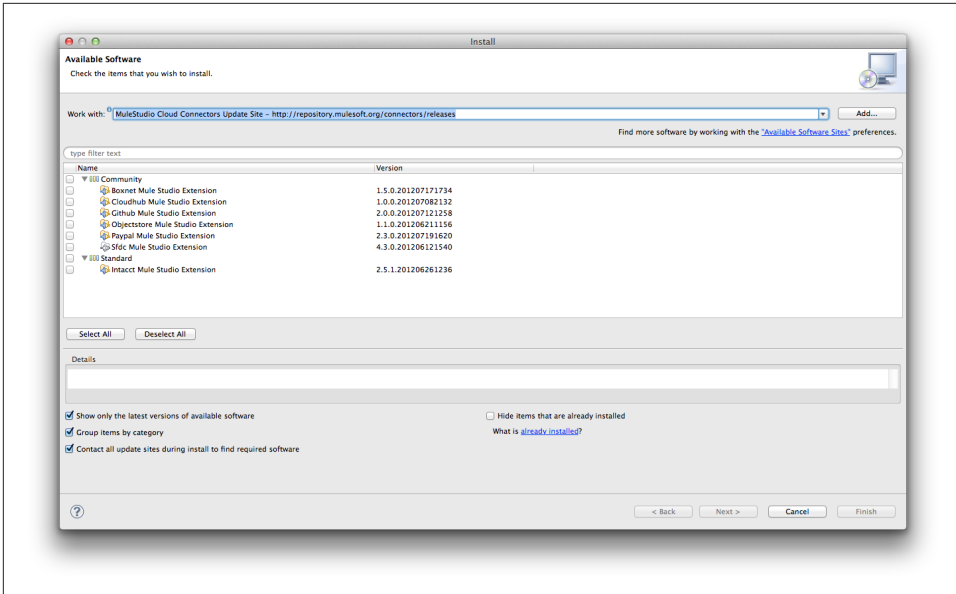 Install
Available Software
Check the items that you wish to install.
Work with: MuleStudio Cloud Connectors Update Site – http://repository.mulesoft.org/connectors/releases Add...
Find more software by working with the "Available Software Sites" preferences.
type filter text
Name Version
Community
Boxnet Mule Studio Extension 1.5.0.201207171734
Cloudhub Mule Studio Extension 1.0.0.201207082132
Github Mule Studio Extension 2.0.0.201207121258
Objectstore Mule Studio Extension 1.1.0.201206211156
Paypal Mule Studio Extension 2.3.0.201207191620
Sfdc Mule Studio Extension 4.3.0.201206121540
Standard
Intacct Mule Studio Extension 2.5.1.201206261236
Select All Deselect All
Details
Show only the latest versions of available software Hide items that are already installed
Group items by category What is already installed?
Contact all update sites during install to find required software
? < Back Next > Cancel Finish